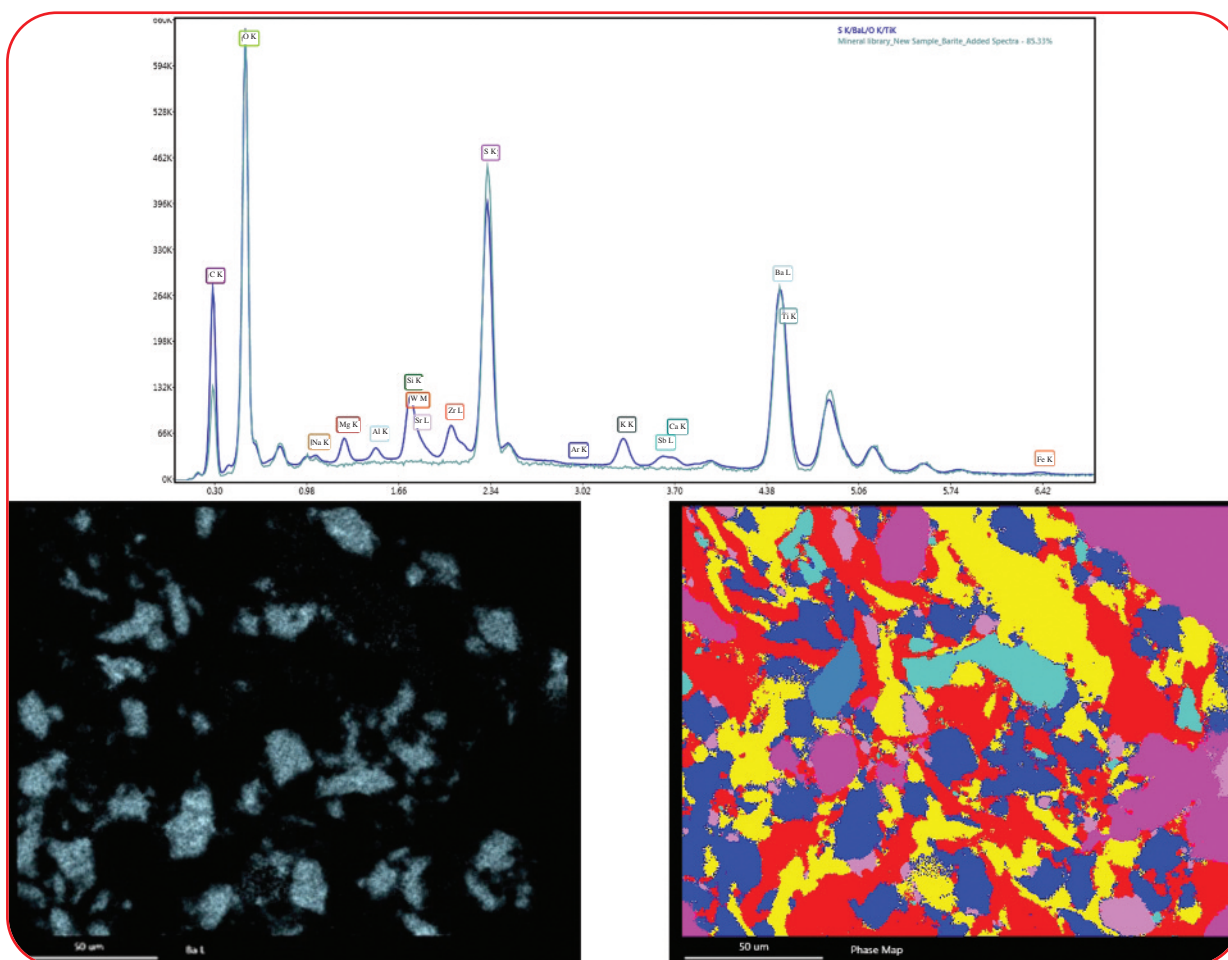 660K
S K/BaL/O K/TiK
Mineral library_New Sample_Barite_Added Spectra - 85.33%
O K
594K
528K
462K
S K
396K
330K
C K
Ba L
264K
Ti K
198K
132K
Si K
W M
Zr L
Sr L
Mg K
K K
Ca K
Al K
Na K
Sb L
Ar K
66K
Fe K
0K
0.30 0.98 1.66 2.34 3.02 3.70 4.38 5.06 5.74 6.42
50 um Ba L
50 um Phase Map